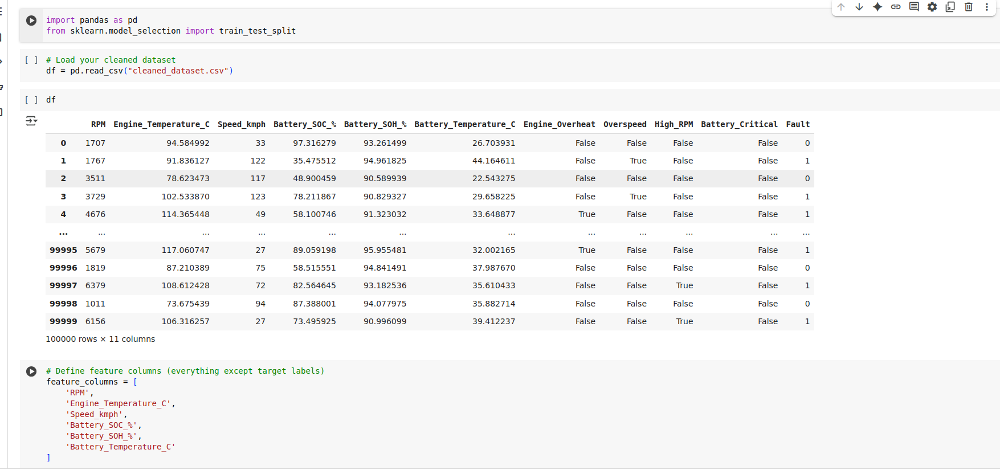 import pandas as pd
from sklearn.model_selection import train_test_split
[ ] # Load your cleaned dataset
df = pd.read_csv("cleaned_dataset.csv")
[ ] df
RPM Engine_Temperature_C Speed_kmph Battery_SOC_% Battery_SOH_% Battery_Temperature_C Engine_Overheat Overspeed High_RPM Battery_Critical Fault
0 1707 94.584992 33 97.316279 93.261499 26.703931 False False False False 0
1 1767 91.836127 122 35.475512 94.961825 44.164611 False True False False 1
2 3511 78.623473 117 48.900459 90.589939 22.543275 False False False False 0
3 3729 102.533870 123 78.211867 90.829327 29.658225 False True False False 1
4 4676 114.365448 49 58.100746 91.323032 33.648877 True False False False 1
... ... ... ... ... ... ... ... ... ... ... ...
99995 5679 117.060747 27 89.059198 95.955481 32.002165 True False False False 1
99996 1819 87.210389 75 58.515551 94.841491 37.987670 False False False False 0
99997 6379 108.612428 72 82.564645 93.182536 35.610433 False False True False 1
99998 1011 73.675439 94 87.388001 94.077975 35.882714 False False False False 0
99999 6156 106.316257 27 73.495925 90.996099 39.412237 False False True False 1
100000 rows × 11 columns
# Define feature columns (everything except target labels)
feature_columns = [
'RPM',
'Engine_Temperature_C',
'Speed_kmph',
'Battery_SOC_%',
'Battery_SOH_%',
'Battery_Temperature_C'
]